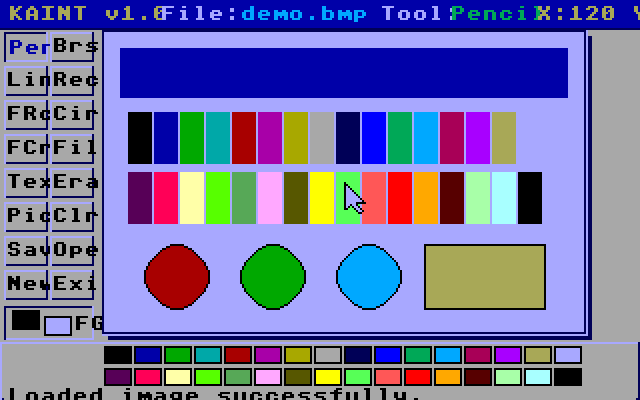 KAINT v1.0 File:demo.bmp Tool:Pencil X:120 Y
Per Brs
Lin Rec
FRc Cir
FCr Fil
Tex Era
Pic Clr
Sav Ope
New Exi
FG
Loaded image successfully.